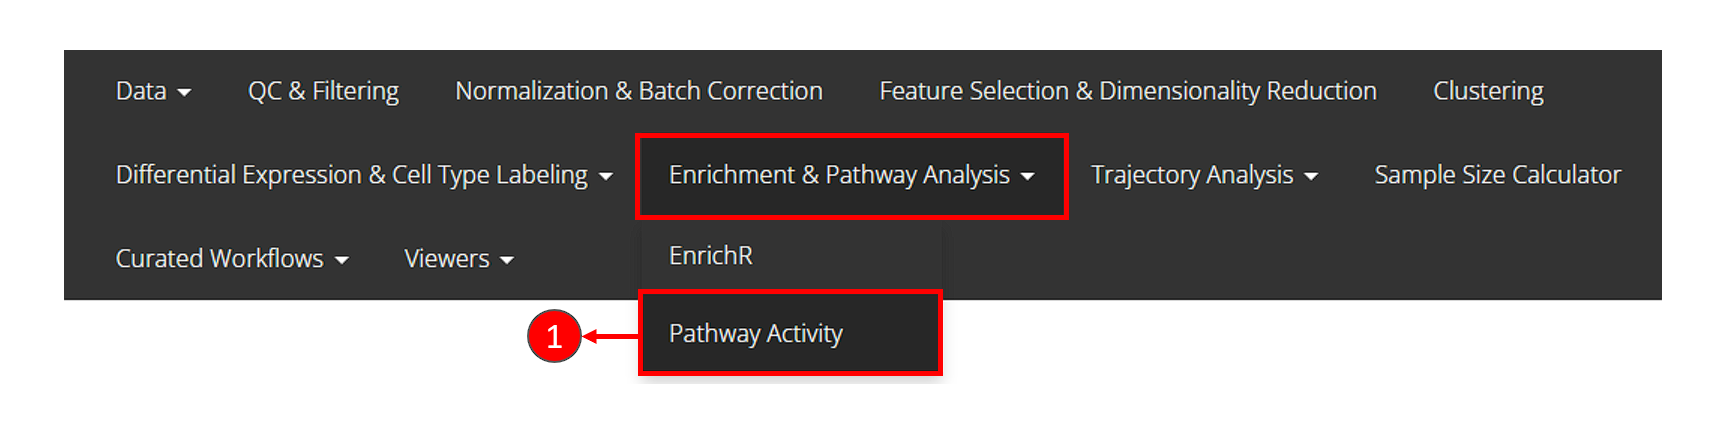 Data QC & Filtering Normalization & Batch Correction Feature Selection & Dimensionality Reduction Clustering
Differential Expression & Cell Type Labeling Enrichment & Pathway Analysis Trajectory Analysis Sample Size Calculator
Curated Workflows Viewers EnrichR
1 Pathway Activity